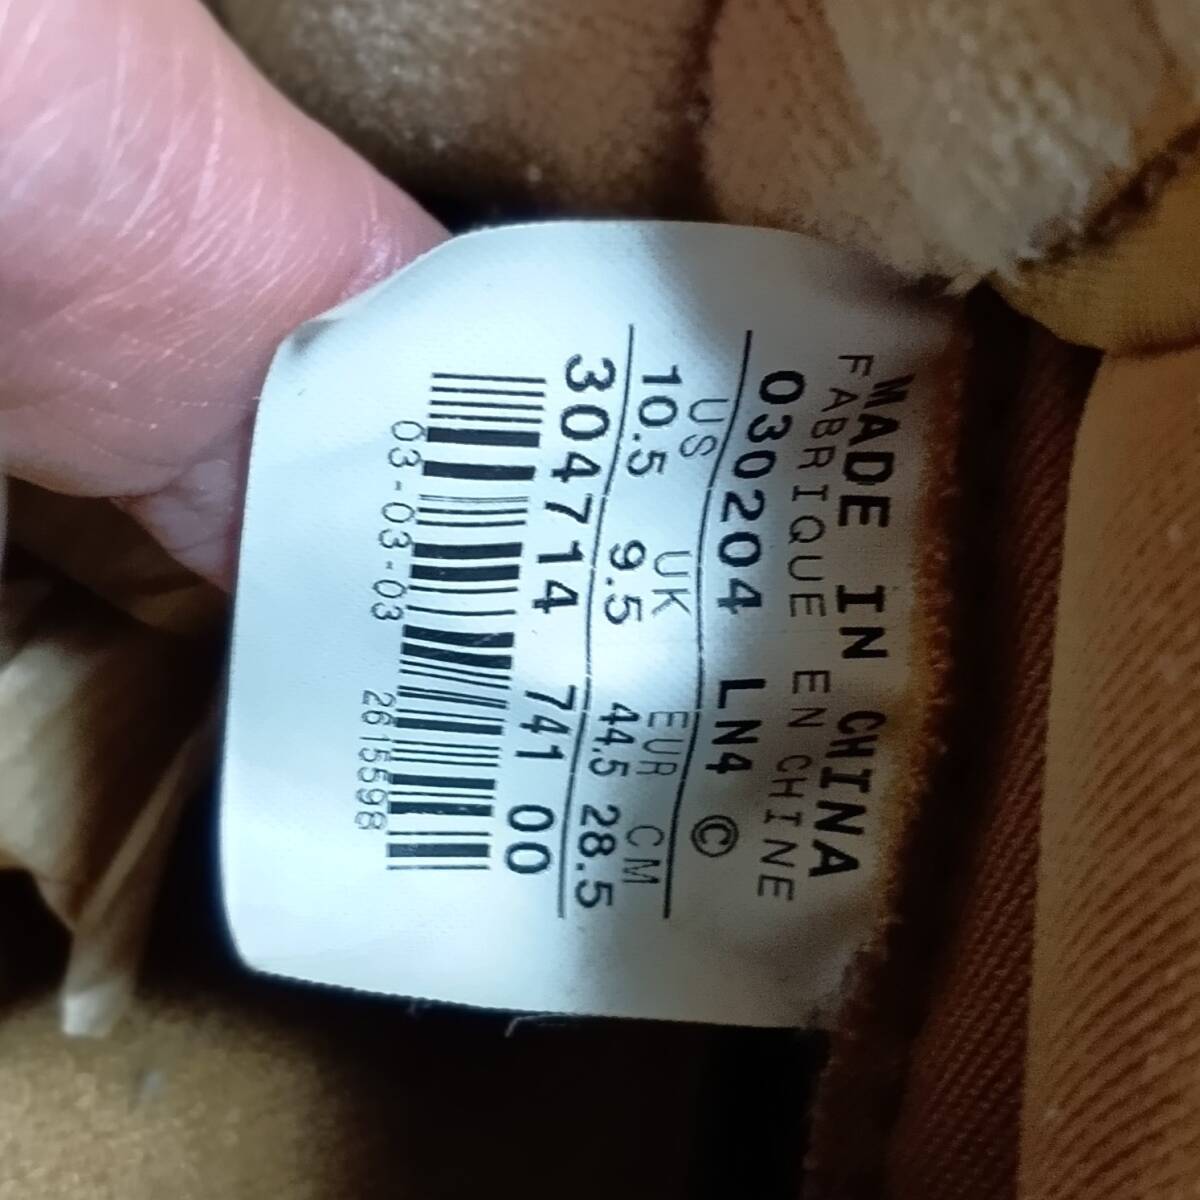 MADE IN CHINA
FABRIQUE EN CHINE
030204 LN4 ©
US UK EUR CM
10.5 9.5 44.5 28.5
304714 741 00
03-03-03 2615598